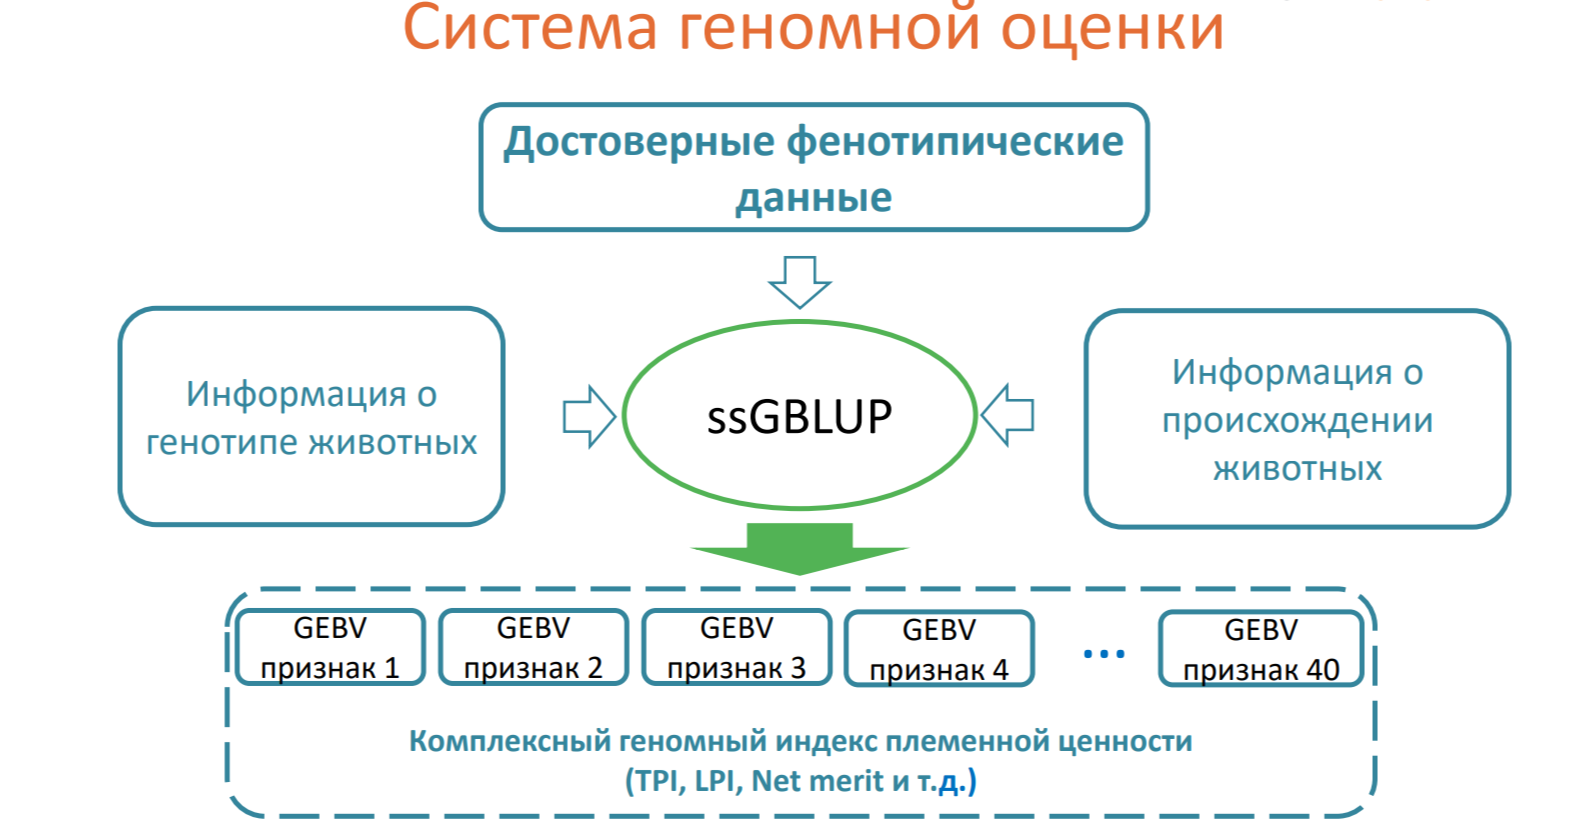 Система геномной оценки
Достоверные фенотипические
данные
Информация о
генотипе животных
ssGBLUP
Информация о
происхождении
животных
GEBV
признак 1
GEBV
признак 2
GEBV
признак 3
GEBV
признак 4
...
GEBV
признак 40
Комплексный геномный индекс племенной ценности
(TPI, LPI, Net merit и т.д.)